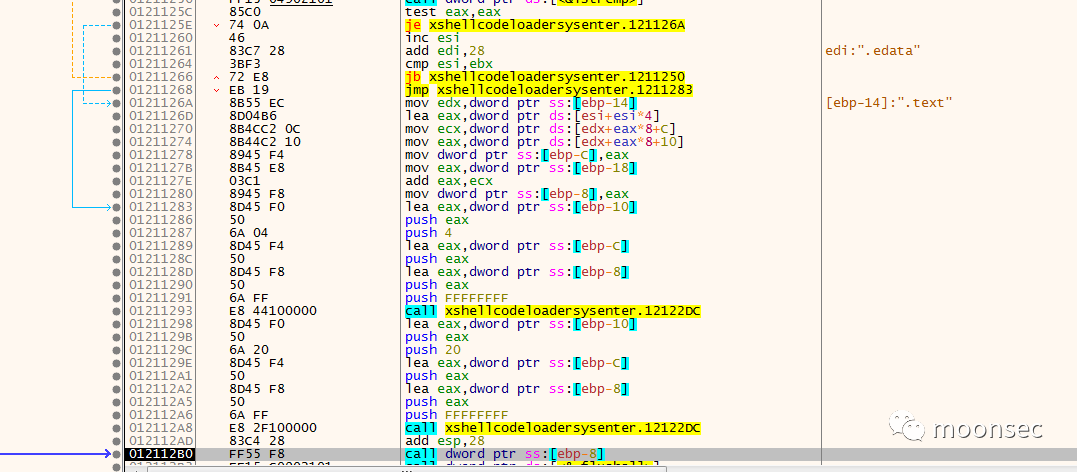 0121125C 85C0 test eax,eax
0121125E 74 0A je xshellcodeloadersysenter.121126A
01211260 46 inc esi
01211261 83C7 28 add edi,28 edi:".edata"
01211264 3BF3 cmp esi,ebx
01211266 72 E8 jb xshellcodeloadersysenter.1211250
01211268 EB 19 jmp xshellcodeloadersysenter.1211283
0121126A 8B55 EC mov edx,dword ptr ss:[ebp-14] [ebp-14]:".text"
0121126D 8D04B6 lea eax,dword ptr ds:[esi+esi*4]
01211270 8B4CC2 0C mov ecx,dword ptr ds:[edx+eax*8+C]
01211274 8B44C2 10 mov eax,dword ptr ds:[edx+eax*8+10]
01211278 8945 F4 mov dword ptr ss:[ebp-C],eax
0121127B 8B45 E8 mov eax,dword ptr ss:[ebp-18]
0121127E 03C1 add eax,ecx
01211280 8945 F8 mov dword ptr ss:[ebp-8],eax
01211283 8D45 F0 lea eax,dword ptr ss:[ebp-10]
01211286 50 push eax
01211287 6A 04 push 4
01211289 8D45 F4 lea eax,dword ptr ss:[ebp-C]
0121128C 50 push eax
0121128D 8D45 F8 lea eax,dword ptr ss:[ebp-8]
01211290 50 push eax
01211291 6A FF push FFFFFFFF
01211293 E8 44100000 call xshellcodeloadersysenter.12122DC
01211298 8D45 F0 lea eax,dword ptr ss:[ebp-10]
0121129B 50 push eax
0121129C 6A 20 push 20
0121129E 8D45 F4 lea eax,dword ptr ss:[ebp-C]
012112A1 50 push eax
012112A2 8D45 F8 lea eax,dword ptr ss:[ebp-8]
012112A5 50 push eax
012112A6 6A FF push FFFFFFFF
012112A8 E8 2F100000 call xshellcodeloadersysenter.12122DC
012112AD 83C4 28 add esp,28
012112B0 FF55 F8 call dword ptr ss:[ebp-8]
moonsec